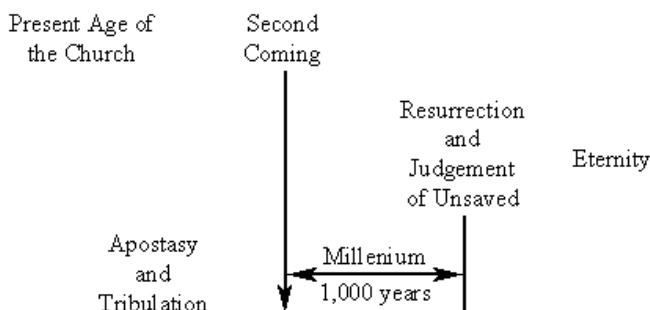 Present Age of
the Church
Second
Coming
Resurrection
and
Judgement
of Unsaved
Eternity
Apostasy
and
Tribulation
Millenium
1,000 years